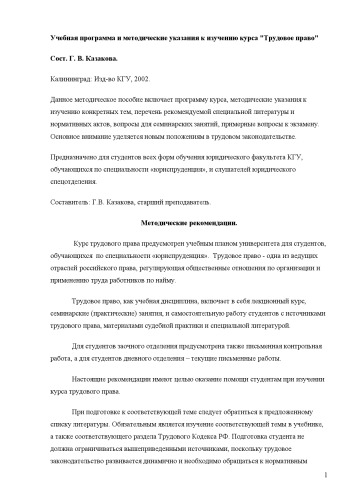 Учебная программа и методические указания к изучению курса "Трудовое право"
Сост. Г. В. Казакова.
Калининград: Изд-во КГУ, 2002.
Данное методическое пособие включает программу курса, методические указания к
изучению конкретных тем, перечень рекомендуемой специальной литературы и
нормативных актов, вопросы для семинарских занятий, примерные вопросы к экзамену.
Основное внимание уделяется новым положениям в трудовом законодательстве.
Предназначено для студентов всех форм обучения юридического факультета КГУ,
обучающихся по специальности «юриспруденция», и слушателей юридического
спецотделения.
Составитель: Г.В. Казакова, старший преподаватель.
Методические рекомендации.
Курс трудового права предусмотрен учебным планом университета для студентов,
обучающихся по специальности «юриспруденция». Трудовое право - одна из ведущих
отраслей российского права, регулирующая общественные отношения по организации и
применению труда работников по найму.
Трудовое право, как учебная дисциплина, включает в себя лекционный курс,
семинарские (практические) занятия, и самостоятельную работу студентов с источниками
трудового права, материалами судебной практики и специальной литературой.
Для студентов заочного отделения предусмотрена также письменная контрольная
работа, а для студентов дневного отделения – текущие письменные работы.
Настоящие рекомендации имеют целью оказание помощи студентам при изучении
курса трудового права.
При подготовке к соответствующей теме следует обратиться к предложенному
списку литературы. Обязательным является изучение соответствующей темы в учебнике,
а также соответствующего раздела Трудового Кодекса РФ. Подготовка студента не
должна ограничиваться вышеприведенными источниками, поскольку трудовое
законодательство развивается динамично и необходимо обращаться к нормативным
1